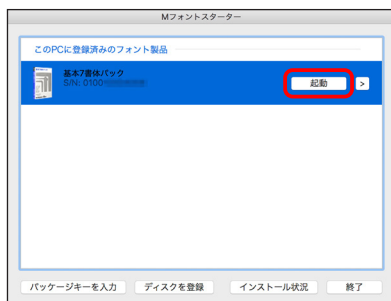 Mフォントスターター
このPCに登録済みのフォント製品
基本7書体パック
S/N: 0100
起動
>
パッケージキーを入力 ディスクを登録 インストール状況 終了